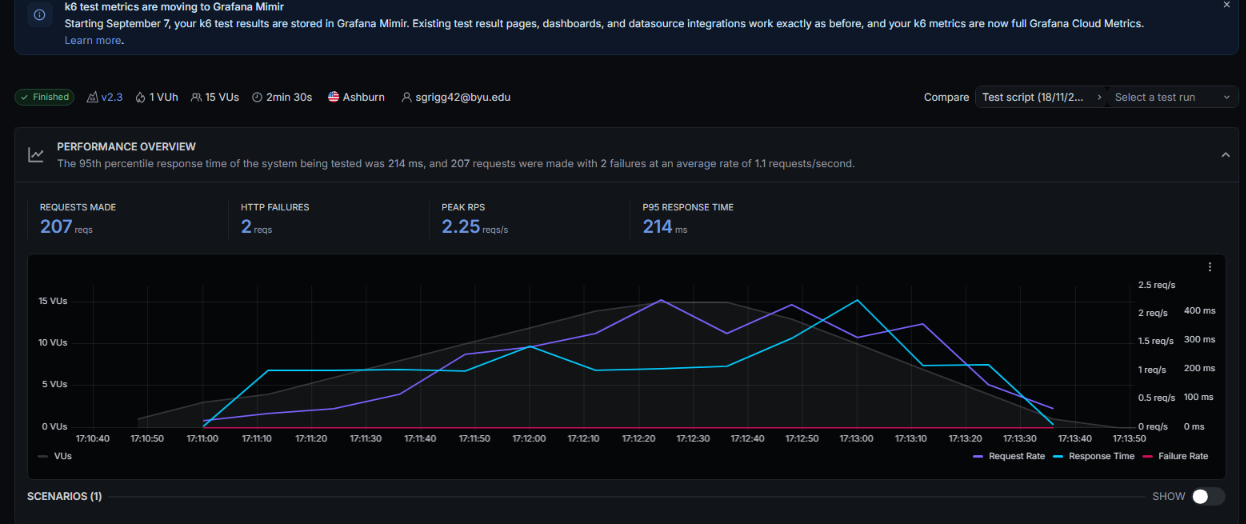 k6 test metrics are moving to Grafana Mimir
Starting September 7, your k6 test results are stored in Grafana Mimir. Existing test result pages, dashboards, and datasource integrations work exactly as before, and your k6 metrics are now full Grafana Cloud Metrics.
Learn more.
Finished v2.3 1 VUh 15 VUs 2min 30s Ashburn sgrigg42@byu.edu Compare Test script (18/11/2... Select a test run
PERFORMANCE OVERVIEW
The 95th percentile response time of the system being tested was 214 ms, and 207 requests were made with 2 failures at an average rate of 1.1 requests/second.
REQUESTS MADE HTTP FAILURES PEAK RPS P95 RESPONSE TIME
207 reqs 2 reqs 2.25 reqs/s 214 ms
2.5 req/s
15 VUs 2 req/s 400 ms
10 VUs 1.5 req/s 300 ms
5 VUs 1 req/s 200 ms
0.5 req/s 100 ms
0 VUs 0 req/s 0 ms
17:10:40 17:10:50 17:11:00 17:11:10 17:11:20 17:11:30 17:11:40 17:11:50 17:12:00 17:12:10 17:12:20 17:12:30 17:12:40 17:12:50 17:13:00 17:13:10 17:13:20 17:13:30 17:13:40 17:13:50
VUs Request Rate Response Time Failure Rate
SCENARIOS (1) SHOW